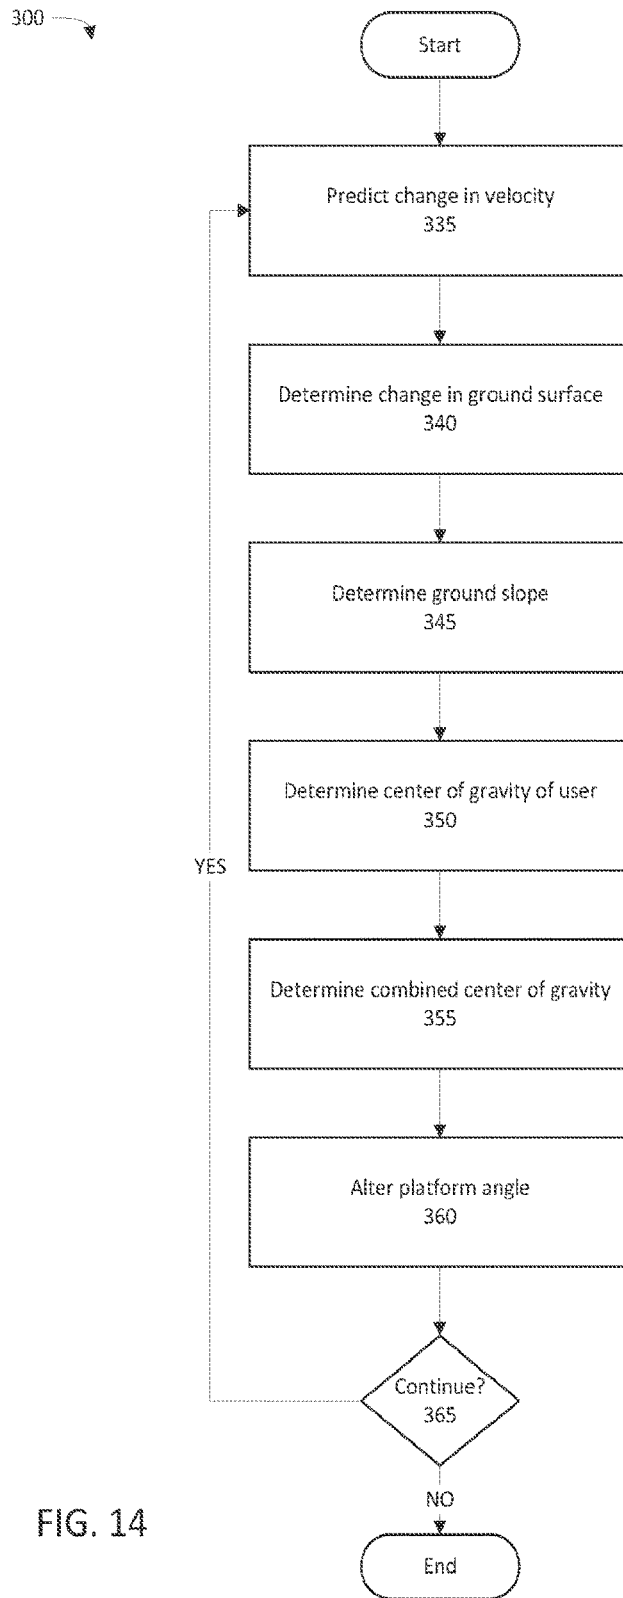 300
Start
Predict change in velocity
335
Determine change in ground surface
340
Determine ground slope
345
Determine center of gravity of user
350
YES
Determine combined center of gravity
355
Alter platform angle
360
Continue?
365
NO
FIG. 14
End